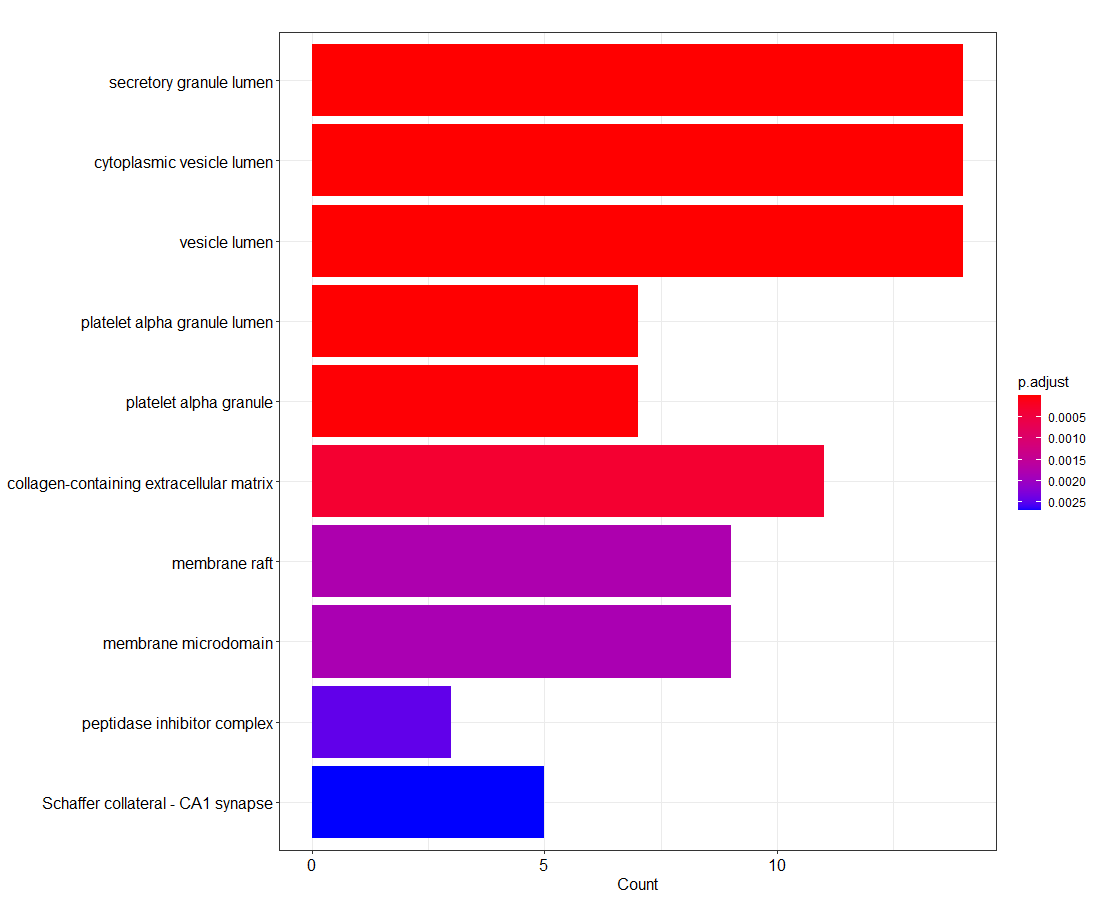 secretory granule lumen
cytoplasmic vesicle lumen
vesicle lumen
platelet alpha granule lumen
platelet alpha granule
collagen-containing extracellular matrix
membrane raft
membrane microdomain
peptidase inhibitor complex
Schaffer collateral - CA1 synapse
0 5 10
Count
p.adjust
0.0005
0.0010
0.0015
0.0020
0.0025